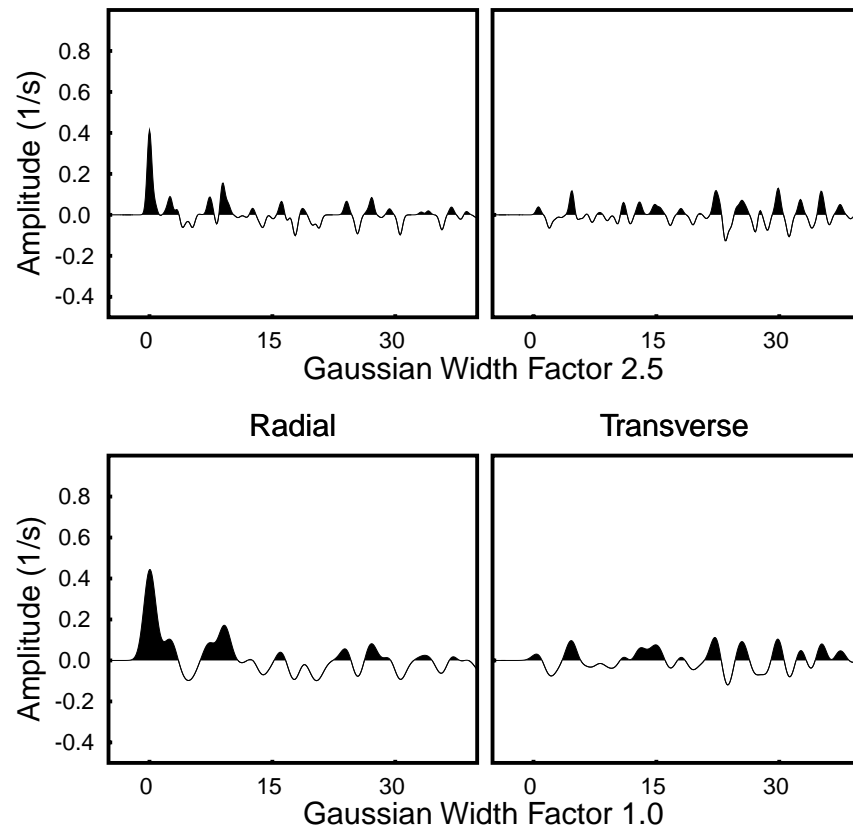 Amplitude (1/s)
0.8
0.6
0.4
0.2
0.0
-0.2
-0.4
0 15 30
0 15 30
Gaussian Width Factor 2.5
Radial
Transverse
Amplitude (1/s)
0.8
0.6
0.4
0.2
0.0
-0.2
-0.4
0 15 30
0 15 30
Gaussian Width Factor 1.0